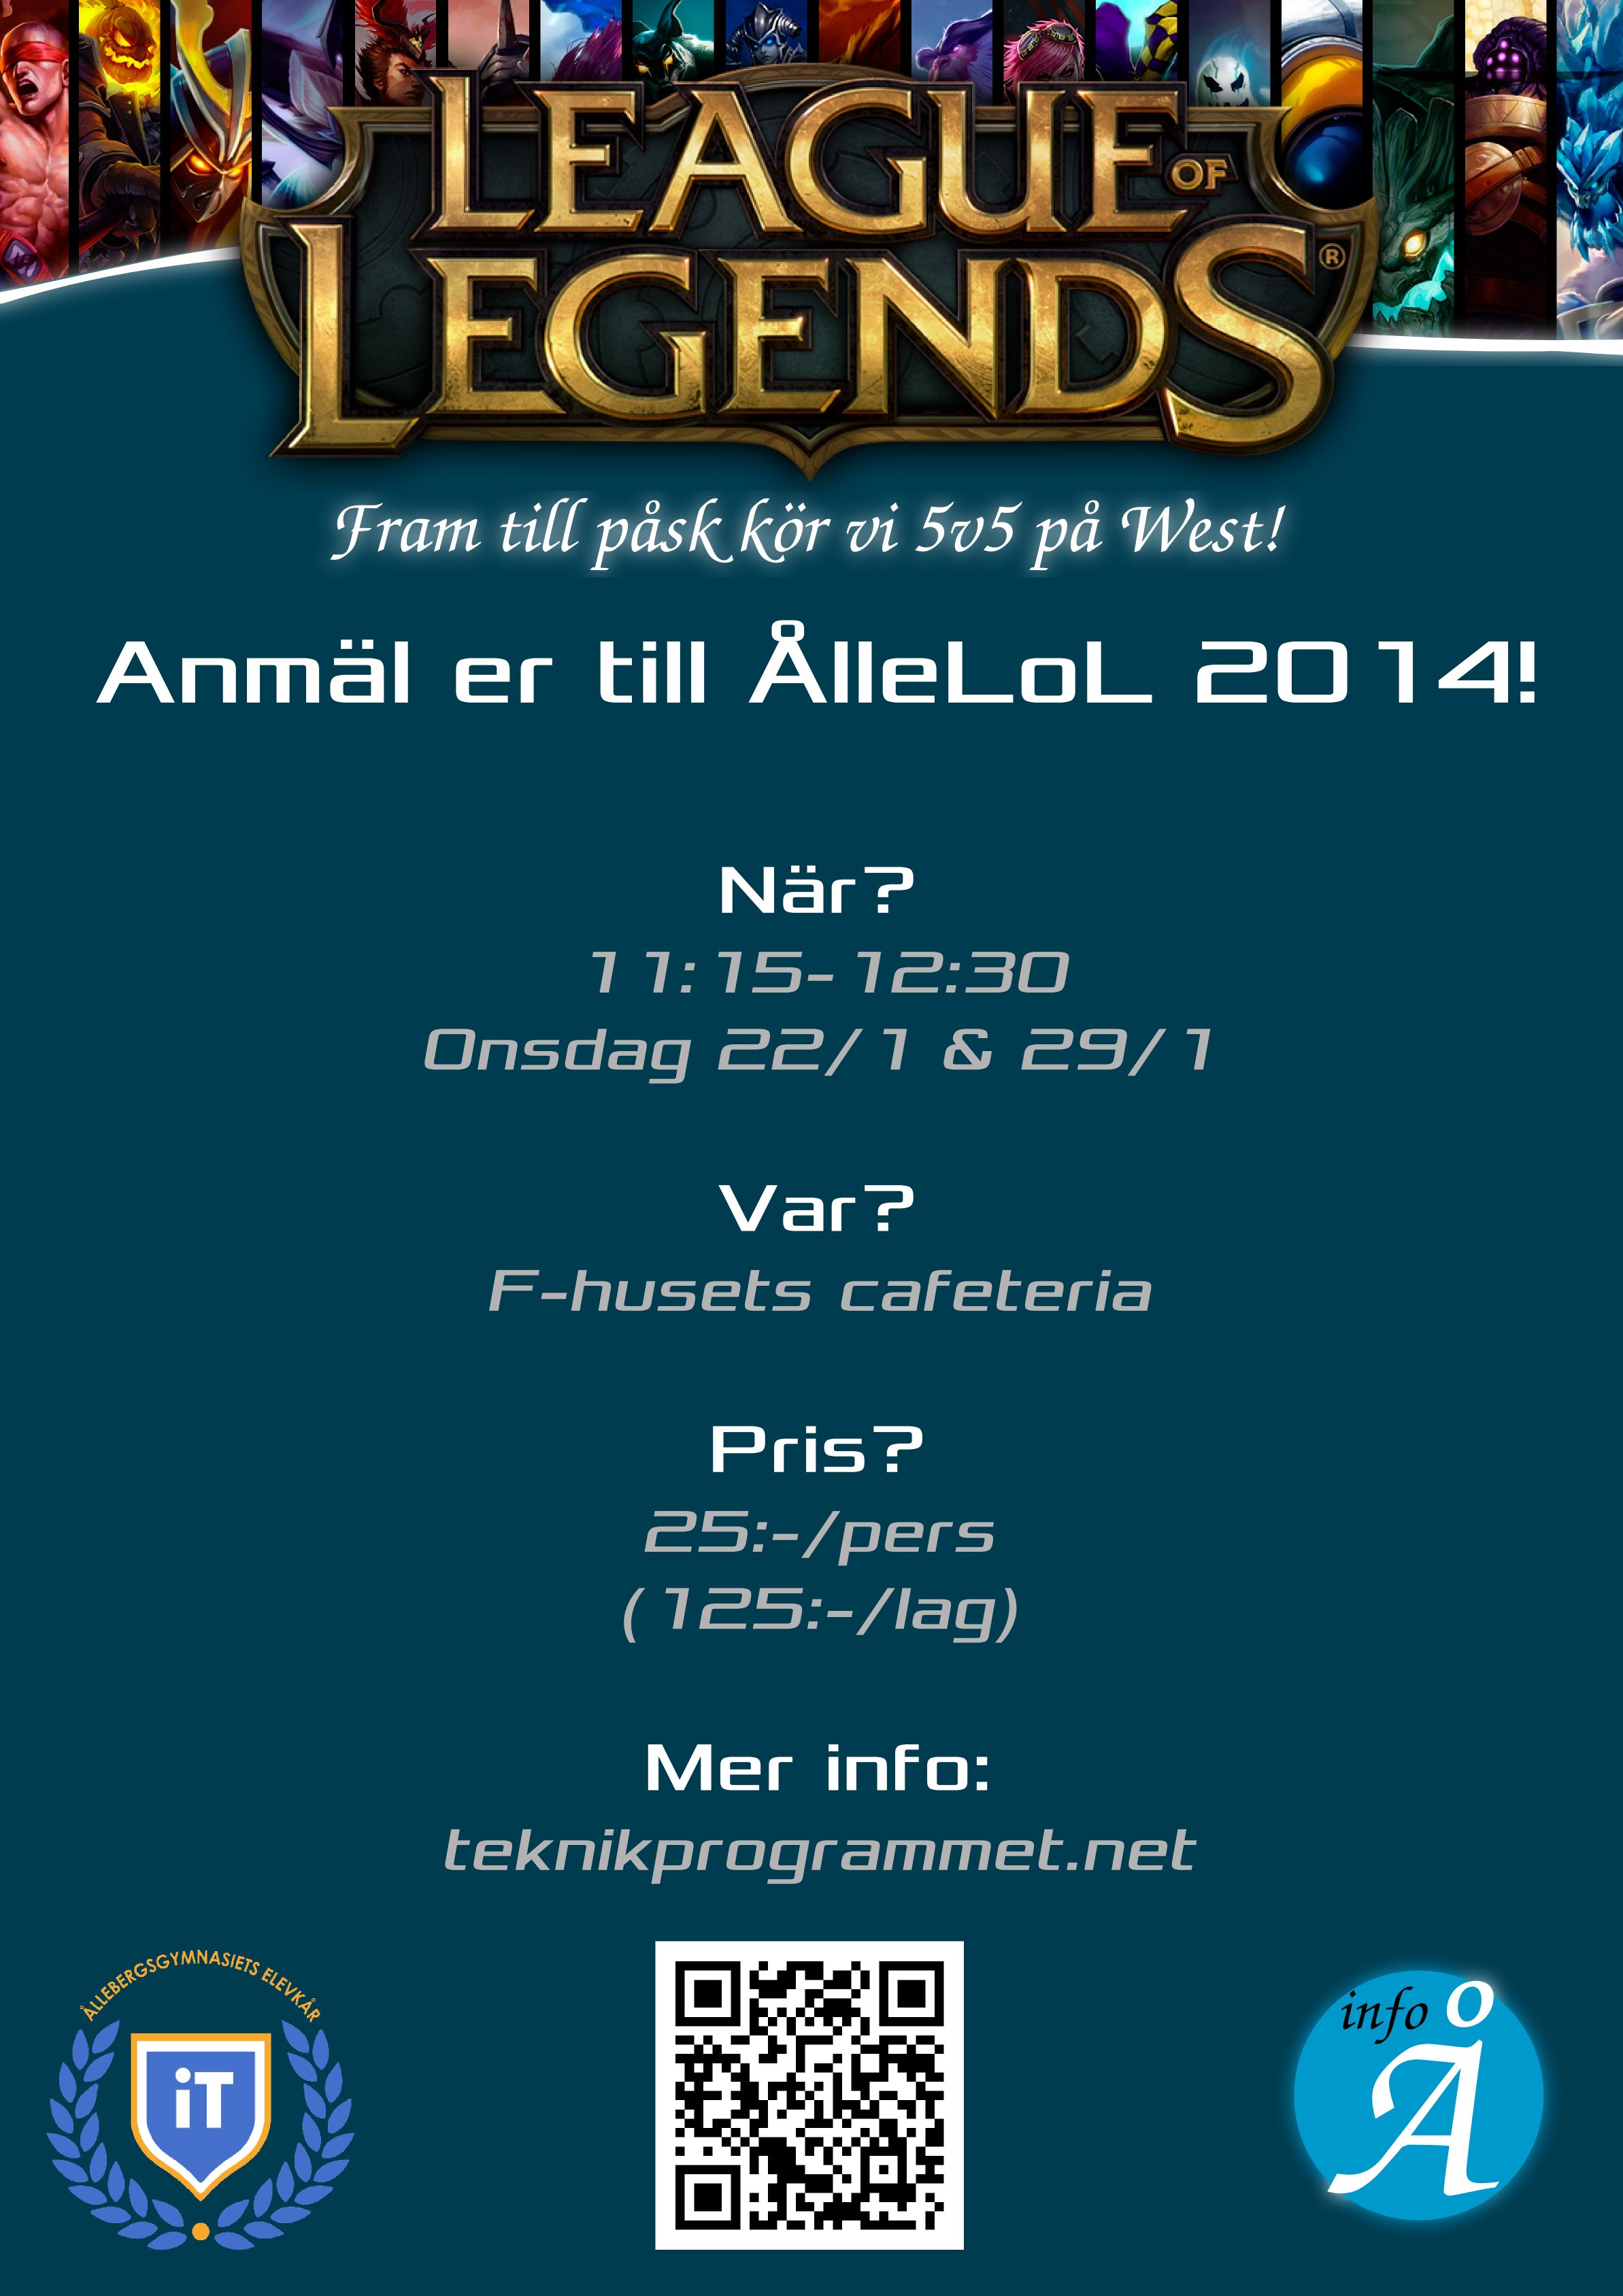 LEAGUE OF
LEGENDS®
Fram till påsk kör vi 5v5 på West!
Anmäl er till ÅlleLoL 2014!
När?
11:15-12:30
Onsdag 22/1 & 29/1
Var?
F-husets cafeteria
Pris?
25:-/pers
(125:-/lag)
Mer info:
teknikprogrammet.net
ÅLLEBERGSGYMNASIETS ELEVKÅR
iT
info
Å